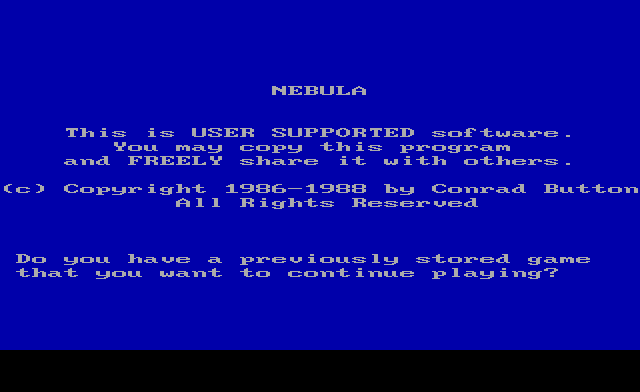 NEBULA
This is USER SUPPORTED software.
You may copy this program
and FREELY share it with others.
(c) Copyright 1986-1988 by Conrad Button
All Rights Reserved
Do you have a previously stored game
that you want to continue playing?